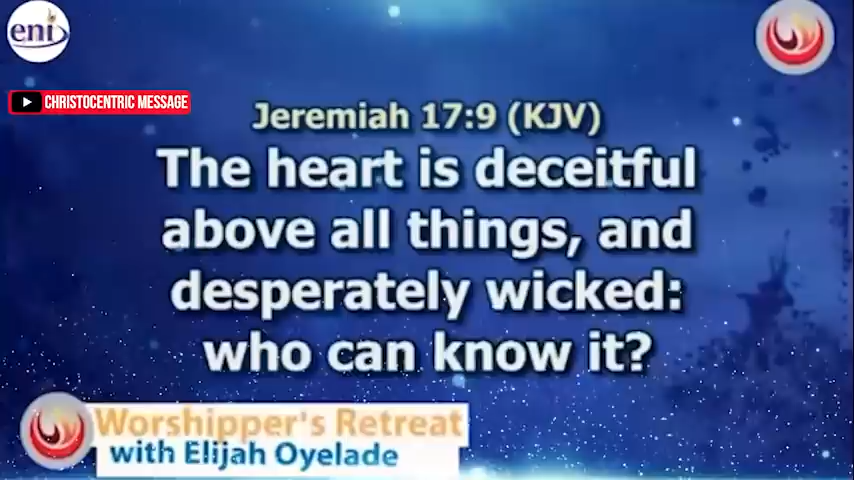 eni
CHRISTOCENTRIC MESSAGE
Jeremiah 17:9 (KJV)
The heart is deceitful
above all things, and
desperately wicked:
who can know it?
Worshipper's Retreat
with Elijah Oyelade